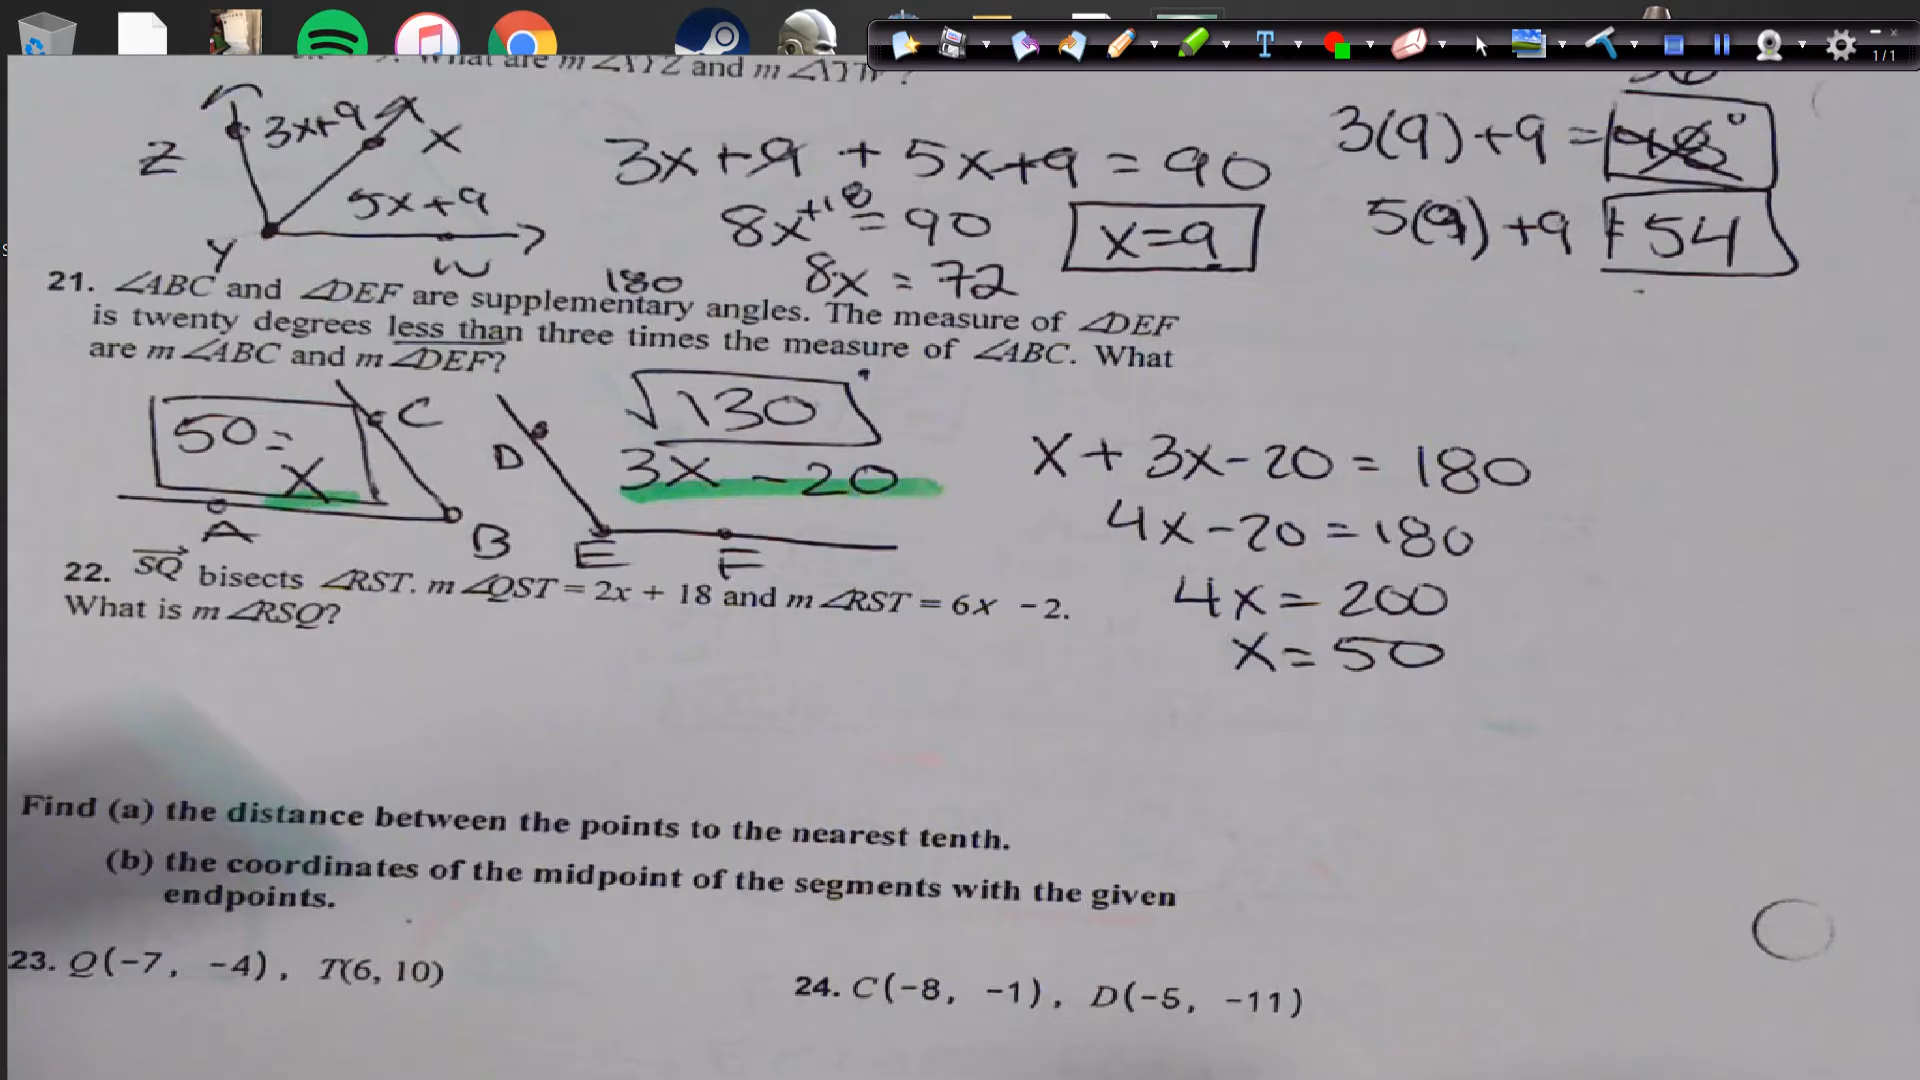 What are m∠XYZ and m
36
Z 3x+9 X
5x+9
Y W
3x+9 + 5x+9 = 90
8x+18 = 90
8x = 72
x=9
3(9)+9 =
5(9)+9 = 54
180
21. ∠ABC and ∠DEF are supplementary angles. The measure of ∠DEF
is twenty degrees less than three times the measure of ∠ABC. What
are m∠ABC and m∠DEF?
50=
x
C
A
B
D
E
F
130
3x-20
x+3x-20=180
4x-20=180
4x=200
x=50
22. SQ bisects ∠RST. m∠QST = 2x + 18 and m∠RST = 6x -2.
What is m∠RSQ?
Find (a) the distance between the points to the nearest tenth.
(b) the coordinates of the midpoint of the segments with the given
endpoints.
23. Q(-7, -4), T(6, 10)
24. C(-8, -1), D(-5, -11)
T
1/1